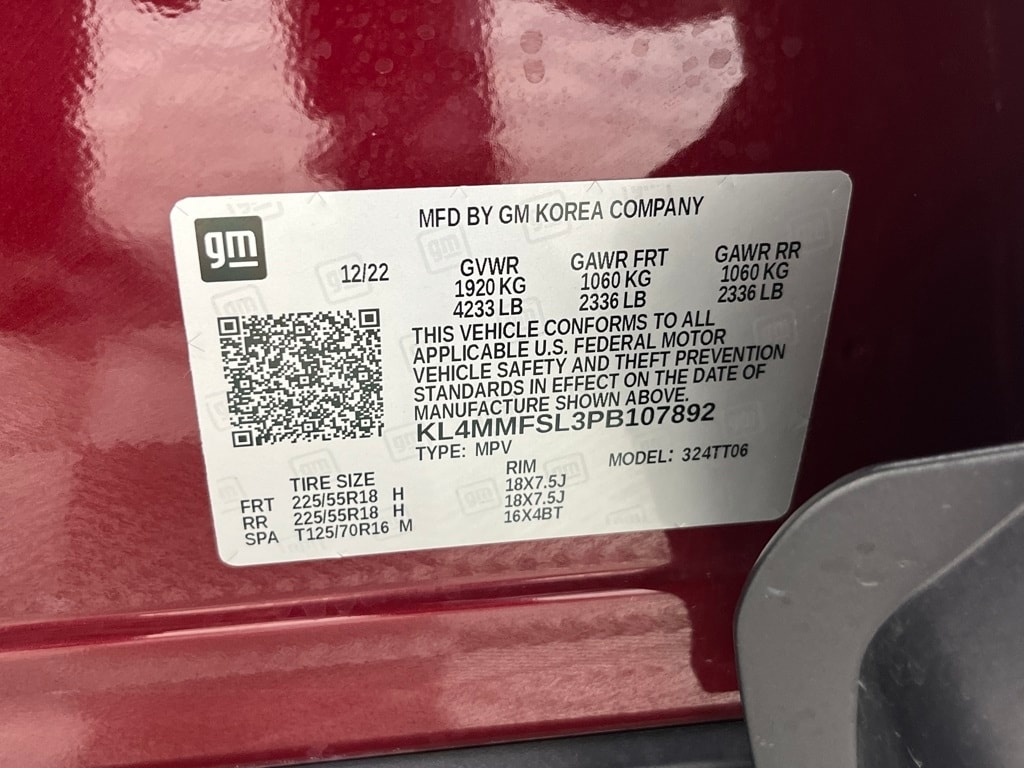 gm
MFD BY GM KOREA COMPANY
12/22
GVWR
1920 KG
4233 LB
GAWR FRT
1060 KG
2336 LB
GAWR RR
1060 KG
2336 LB
THIS VEHICLE CONFORMS TO ALL
APPLICABLE U.S. FEDERAL MOTOR
VEHICLE SAFETY AND THEFT PREVENTION
STANDARDS IN EFFECT ON THE DATE OF
MANUFACTURE SHOWN ABOVE.
KL4MMFSL3PB107892
TYPE: MPV
MODEL: 324TT06
TIRE SIZE RIM
FRT 225/55R18 H 18X7.5J
RR 225/55R18 H 18X7.5J
SPA T125/70R16 M 16X4BT